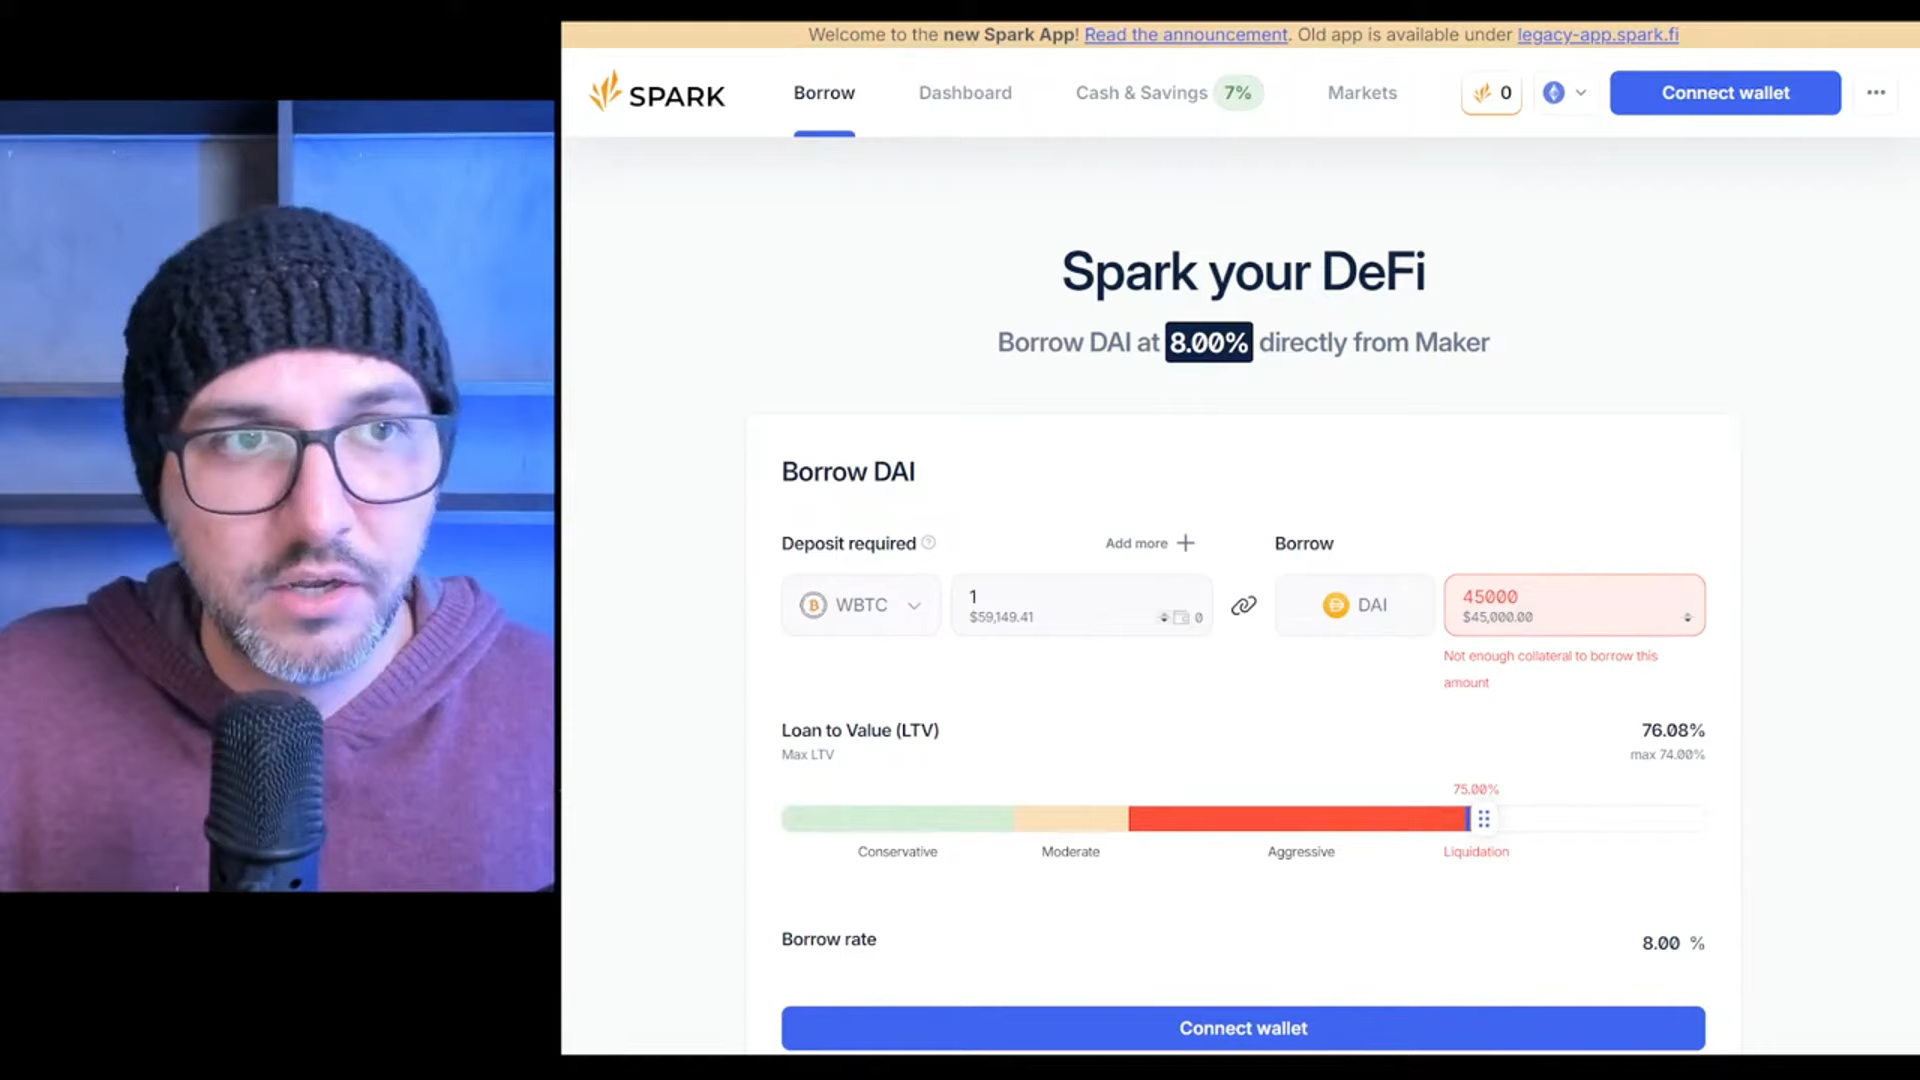 Welcome to the new Spark App! Read the announcement. Old app is available under legacy-app.spark.fi
SPARK
Borrow
Dashboard
Cash & Savings 7%
Markets
0
Connect wallet
Spark your DeFi
Borrow DAI at 8.00% directly from Maker
Borrow DAI
Deposit required
Add more
Borrow
WBTC
1
$59,149.41
0
DAI
45000
$45,000.00
Not enough collateral to borrow this
amount
Loan to Value (LTV)
76.08%
Max LTV
max 74.00%
75.00%
Conservative
Moderate
Aggressive
Liquidation
Borrow rate
8.00 %
Connect wallet